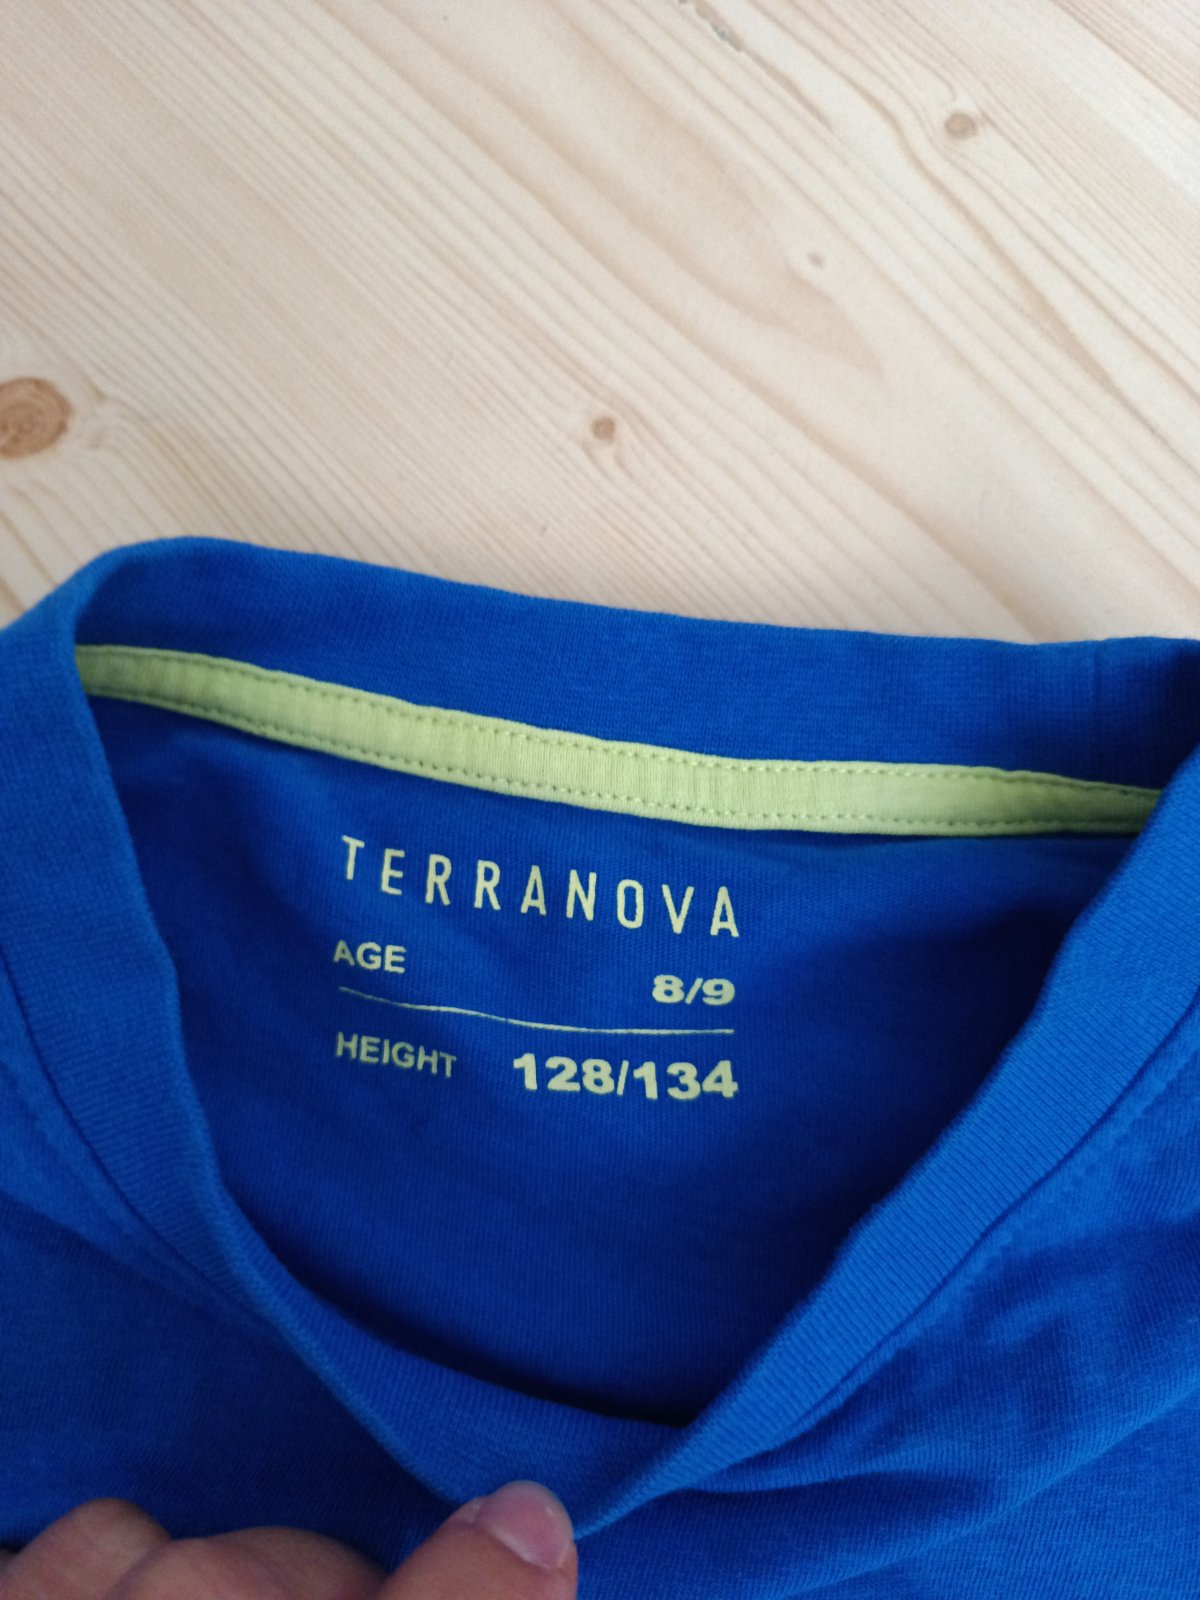 TERRANOVA
AGE 8/9
HEIGHT 128/134